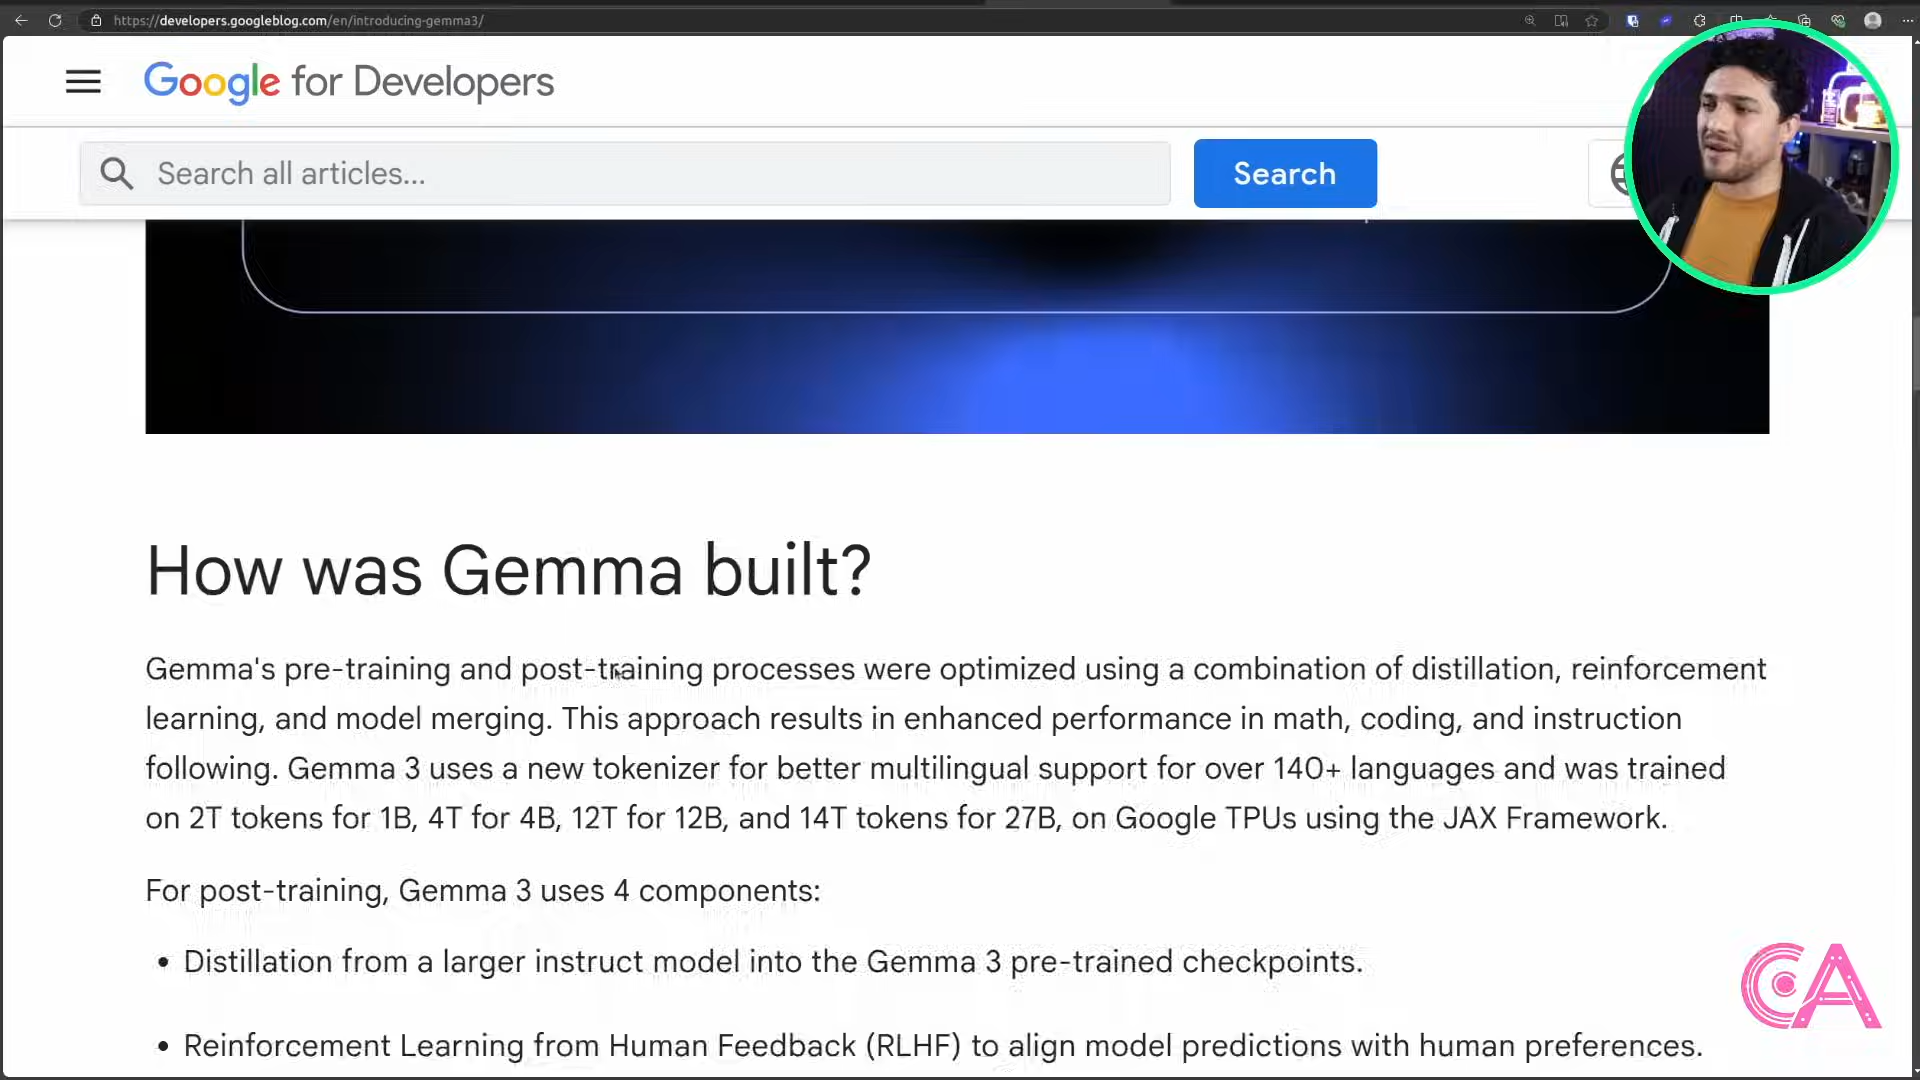 https://developers.googleblog.com/en/introducing-gemma3/
Google for Developers
Search all articles...
Search
How was Gemma built?
Gemma's pre-training and post-training processes were optimized using a combination of distillation, reinforcement
learning, and model merging. This approach results in enhanced performance in math, coding, and instruction
following. Gemma 3 uses a new tokenizer for better multilingual support for over 140+ languages and was trained
on 2T tokens for 1B, 4T for 4B, 12T for 12B, and 14T tokens for 27B, on Google TPUs using the JAX Framework.
For post-training, Gemma 3 uses 4 components:
• Distillation from a larger instruct model into the Gemma 3 pre-trained checkpoints.
• Reinforcement Learning from Human Feedback (RLHF) to align model predictions with human preferences.
CA